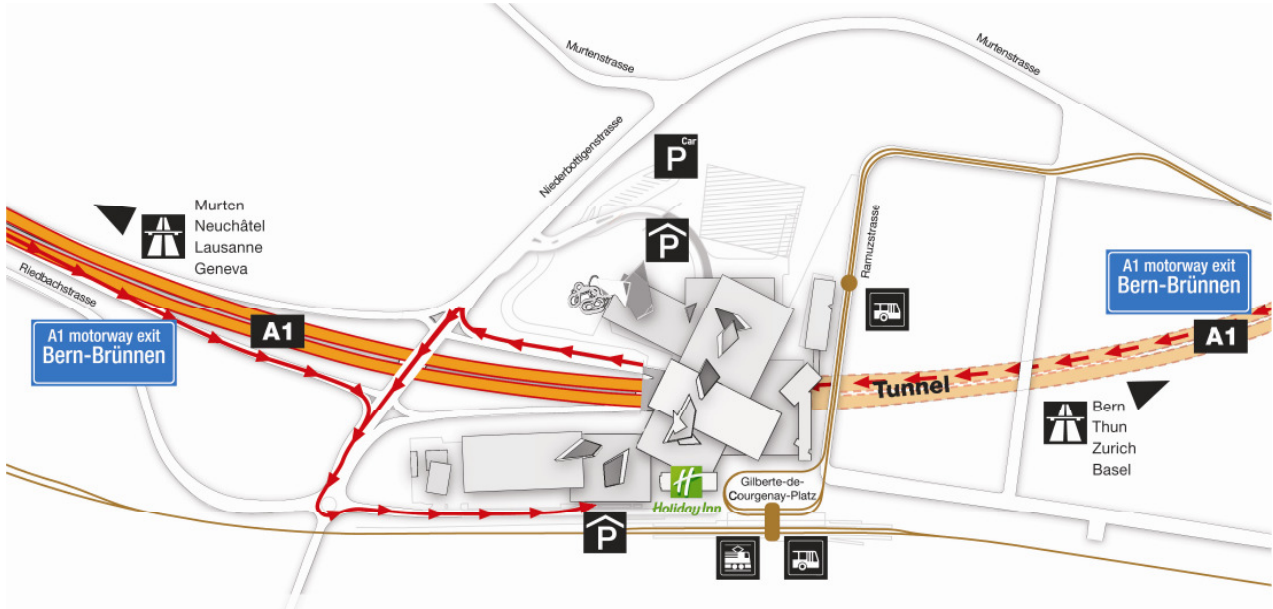 Murtenstrasse
Murtenstrasse
Niederbottigenstrasse
Car
P
P
Murten
Neuchâtel
Lausanne
Geneva
Riedbachstrasse
A1 motorway exit
Bern-Brünnen
A1
Ramuzstrasse
A1 motorway exit
Bern-Brünnen
A1
Tunnel
Bern
Thun
Zurich
Basel
H
Holiday Inn
Gilberte-de-
Courgenay-Platz
P